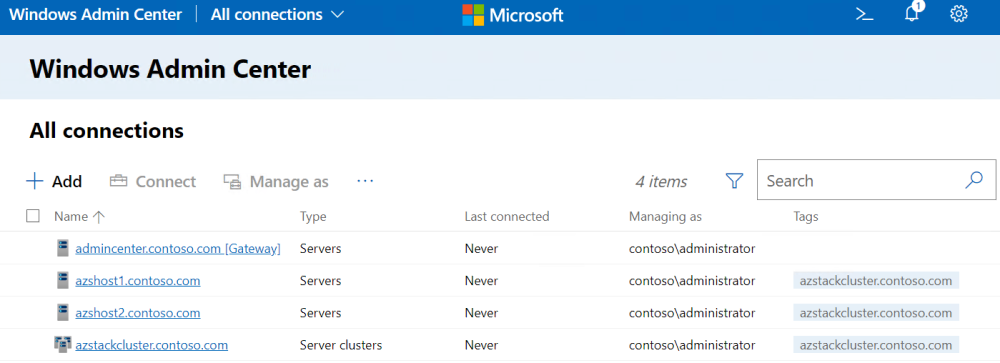 Windows Admin Center All connections Microsoft 1
Windows Admin Center
All connections
Add Connect Manage as ... 4 items Search
Name Type Last connected Managing as Tags
admincenter.contoso.com [Gateway] Servers Never contoso\administrator
azshost1.contoso.com Servers Never contoso\administrator azstackcluster.contoso.com
azshost2.contoso.com Servers Never contoso\administrator azstackcluster.contoso.com
azstackcluster.contoso.com Server clusters Never contoso\administrator azstackcluster.contoso.com